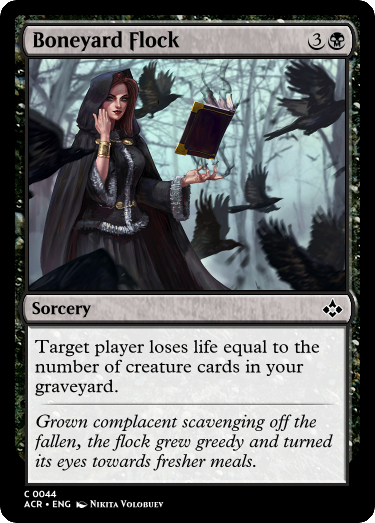 Boneyard Flock 3
Sorcery
Target player loses life equal to the
number of creature cards in your
graveyard.
Grown complacent scavenging off the
fallen, the flock grew greedy and turned
its eyes towards fresher meals.
C 0044
ACR • ENG Nikita Volobuev